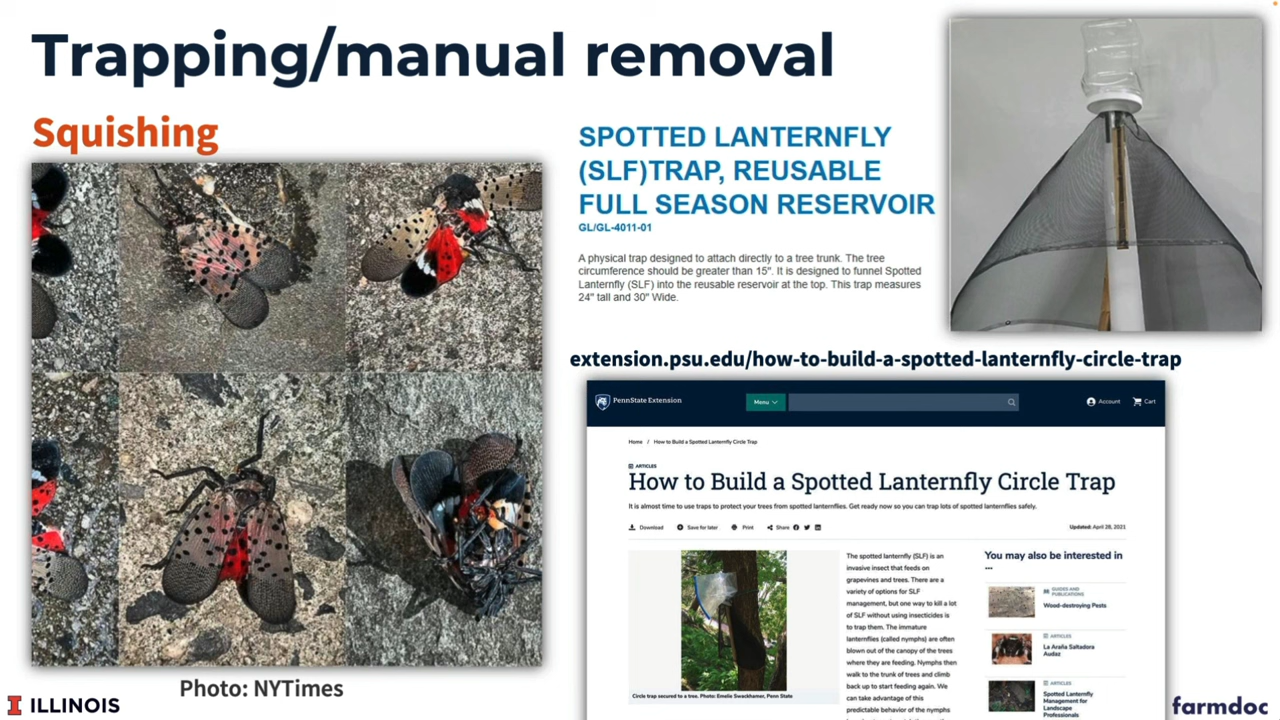 Trapping/manual removal
Squishing
Photo: NYTimes
ILLINOIS
SPOTTED LANTERNFLY
(SLF)TRAP, REUSABLE
FULL SEASON RESERVOIR
GL/GL-4011-01
A physical trap designed to attach directly to a tree trunk. The tree
circumference should be greater than 15". It is designed to funnel Spotted
Lanternfly (SLF) into the reusable reservoir at the top. This trap measures
24" tall and 30" Wide.
extension.psu.edu/how-to-build-a-spotted-lanternfly-circle-trap
PennState Extension
Menu
Account
Cart
Home / How to Build a Spotted Lanternfly Circle Trap
ARTICLES
How to Build a Spotted Lanternfly Circle Trap
It is almost time to use traps to protect your trees from spotted lanternflies. Get ready now so you can trap lots of spotted lanternflies safely.
Download
Save for later
Print
Share
Updated: April 28, 2021
Circle trap secured to a tree. Photo: Emelie Swackhamer, Penn State
The spotted lanternfly (SLF) is an
invasive insect that feeds on
grapevines and trees. There are a
variety of options for SLF
management, but one way to kill a lot
of SLF without using insecticides is
to trap them. The immature
lanternflies (called nymphs) are often
blown out of the canopy of the trees
where they are feeding. Nymphs then
walk to the trunks of trees and climb
back up to start feeding again. We
can take advantage of this
predictable behavior of the nymphs
You may also be interested in
...
GUIDES AND
PUBLICATIONS
Wood-destroying Pests
ARTICLES
La Araña Saltadora
Audaz
ARTICLES
Spotted Lanternfly
Management for
Landscape
Professionals
farmdoc